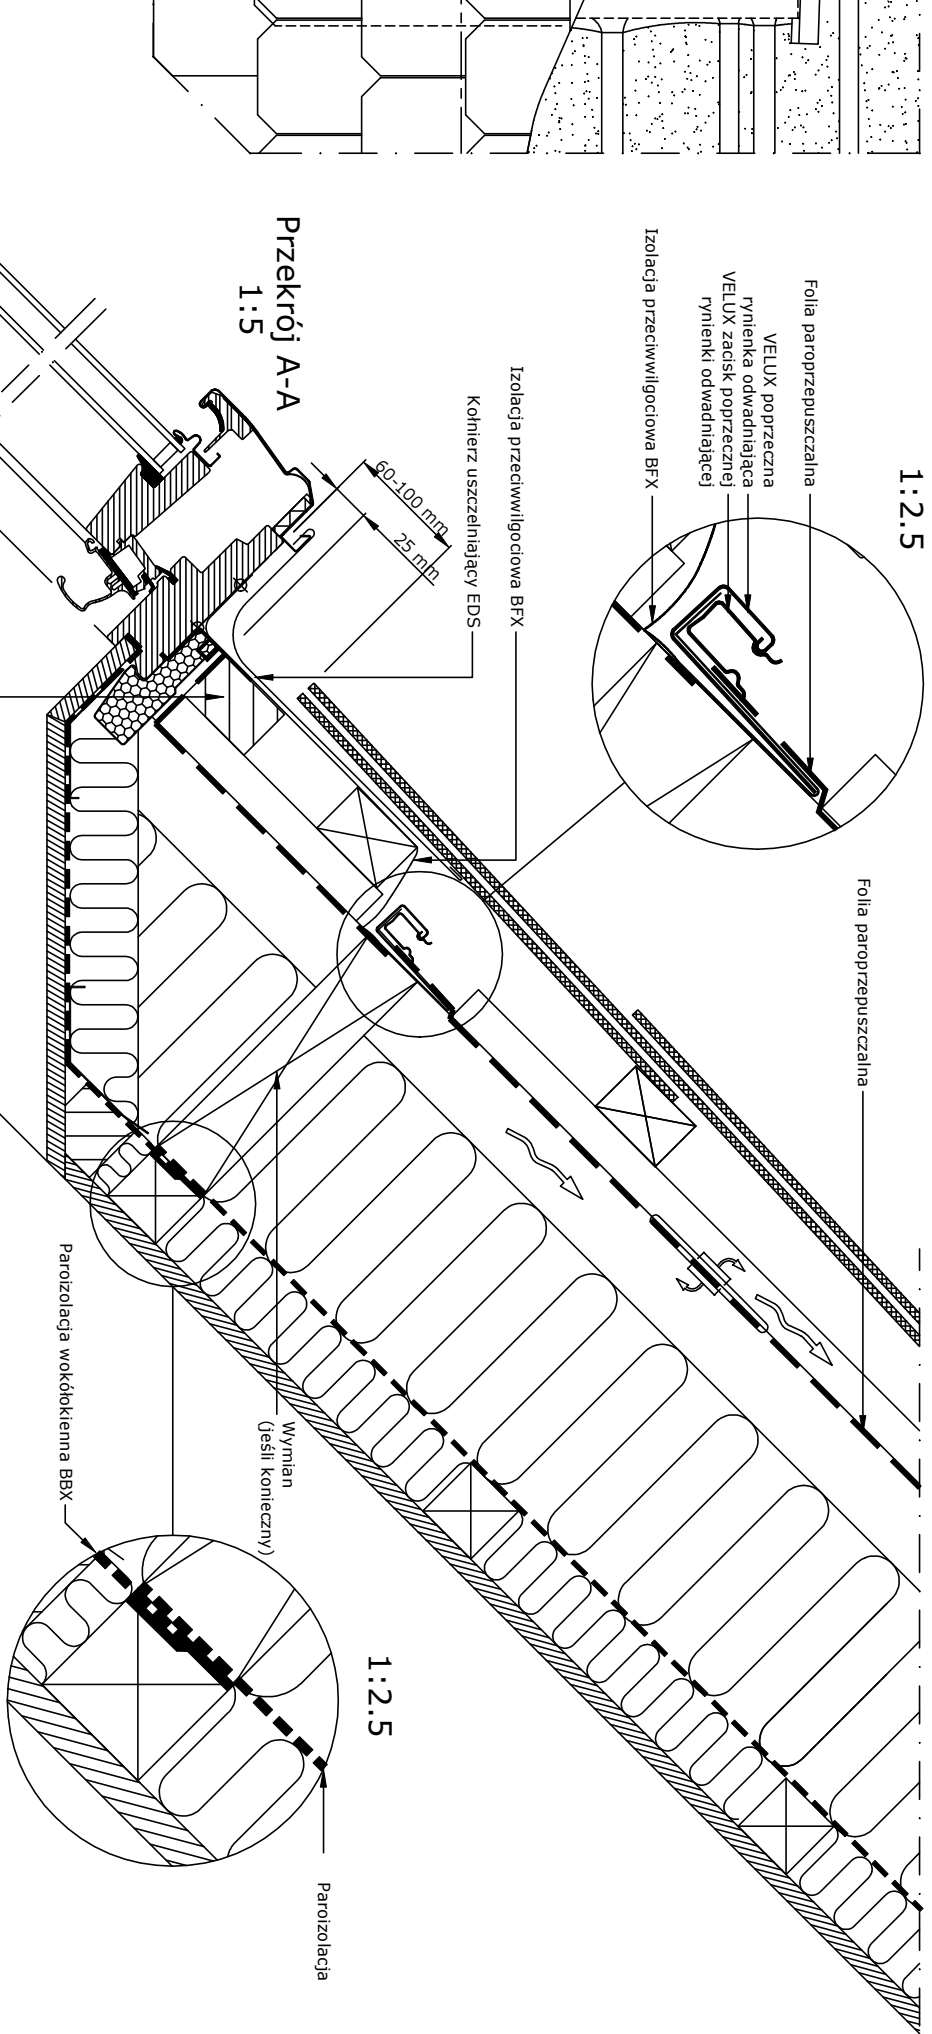 1:2.5
Folia paroprzepuszczalna
VELUX poprzeczna
rynienka odwadniająca
VELUX zacisk poprzecznej
rynienki odwadniającej
Izolacja przeciwwilgociowa BFX
Przekrój A-A
1:5
Izolacja przeciwwilgociowa BFX
Kołnierz uszczelniający EDS
60-100 mm
25 mm
Folia paroprzepuszczalna
Wymian
(jeśli konieczny)
Paroizolacja wokółokienna BBX
1:2.5
Paroizolacja